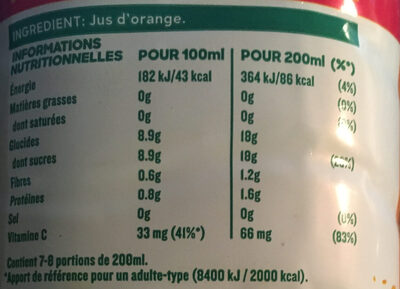 INGREDIENT: Jus d'orange.
INFORMATIONS
NUTRITIONNELLES POUR 100ml POUR 200ml (%*)
Énergie 182 kJ/43 kcal 364 kJ/86 kcal (4%)
Matières grasses 0g 0g (0%)
dont saturées 0g 0g
Glucides 8.9g 18g
dont sucres 8.9g 18g (20%)
Fibres 0.6g 1.2g
Protéines 0.8g 1.6g
Sel 0g 0g (0%)
Vitamine C 33 mg (41%*) 66 mg (83%)
Contient 7-8 portions de 200ml.
*Apport de référence pour un adulte-type (8400 kJ / 2000 kcal).